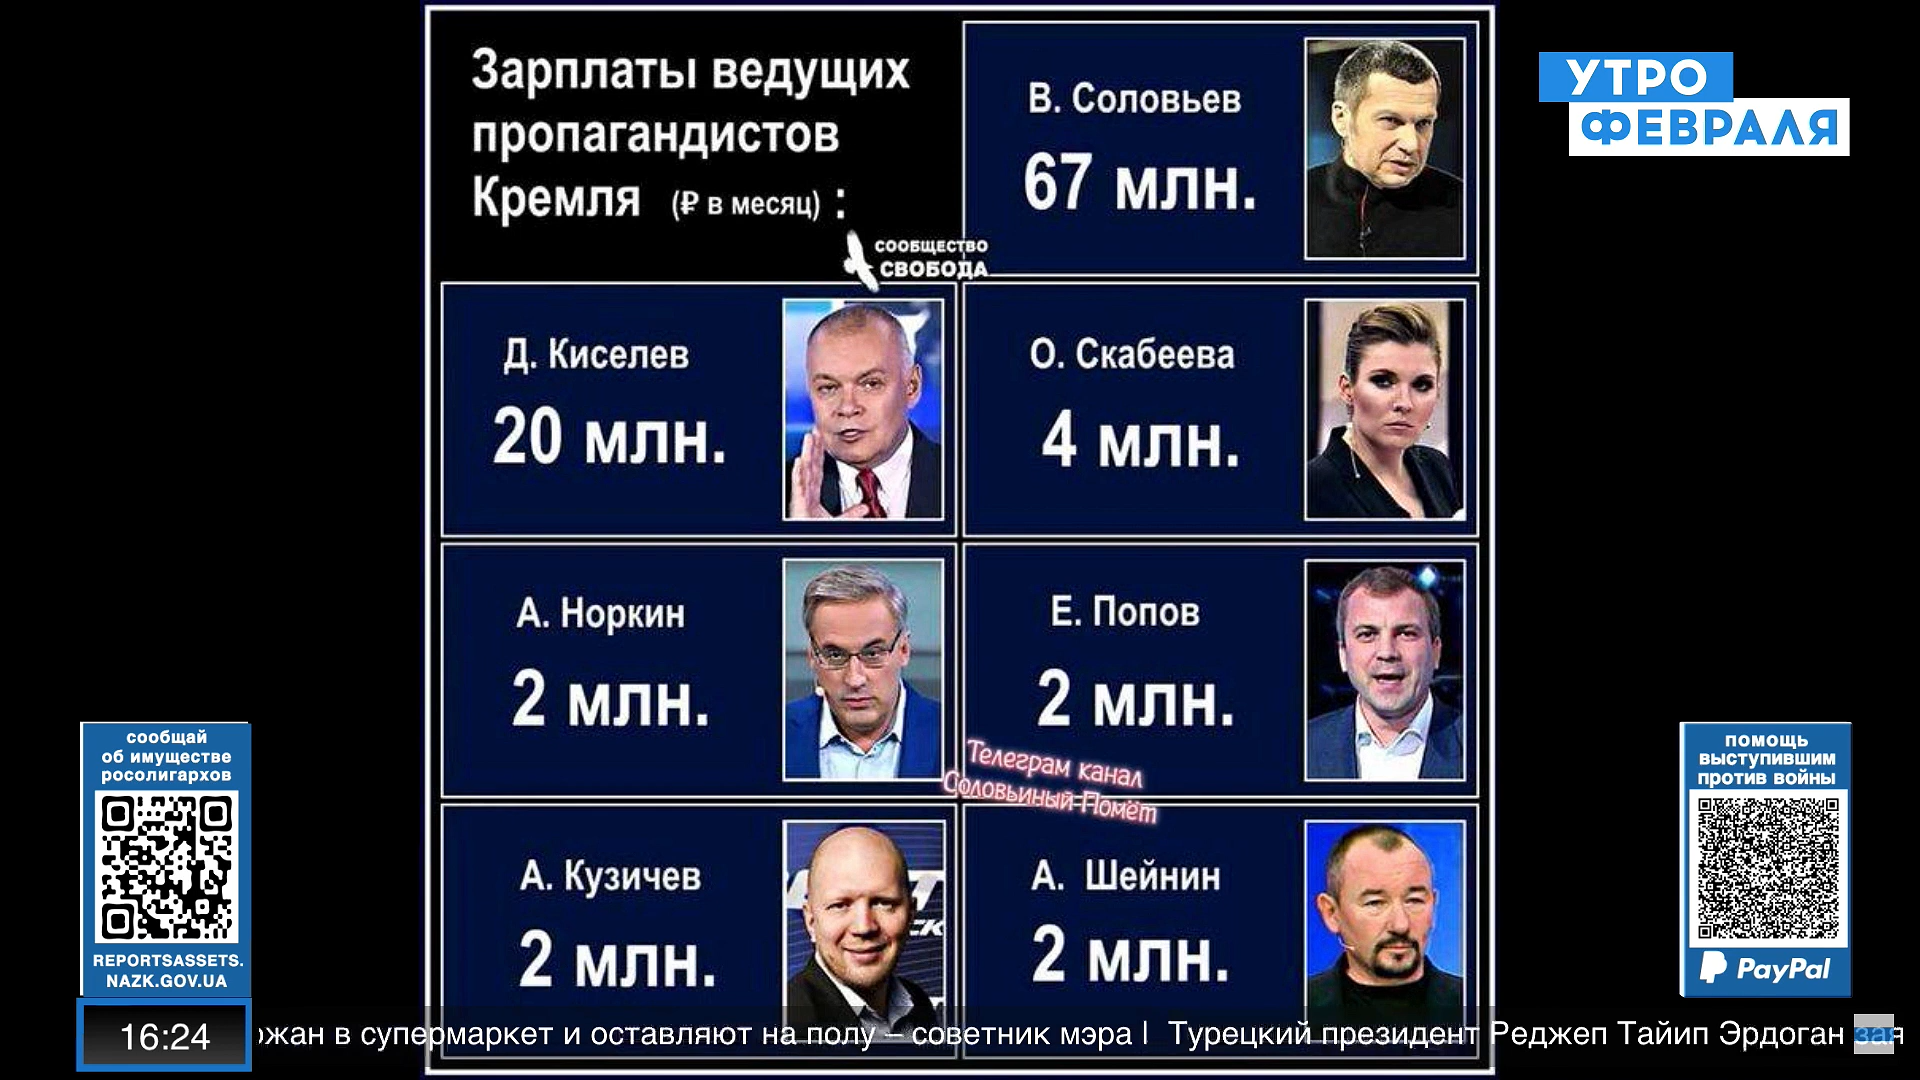 Зарплаты ведущих
пропагандистов
Кремля (₽ в месяц) :
СООБЩЕСТВО
СВОБОДА
В. Соловьев
67 млн.
УТРО
ФЕВРАЛЯ
Д. Киселев
20 млн.
О. Скабеева
4 млн.
А. Норкин
2 млн.
Е. Попов
2 млн.
Телеграм канал
Соловьиный Помёт
А. Кузичев
2 млн.
А. Шейнин
2 млн.
сообщай
об имуществе
росолигархов
REPORTSASSETS.
NAZK.GOV.UA
помощь
выступившим
против войны
PayPal
16:24
ожан в супермаркет и оставляют на полу – советник мэра | Турецкий президент Реджеп Тайип Эрдоган